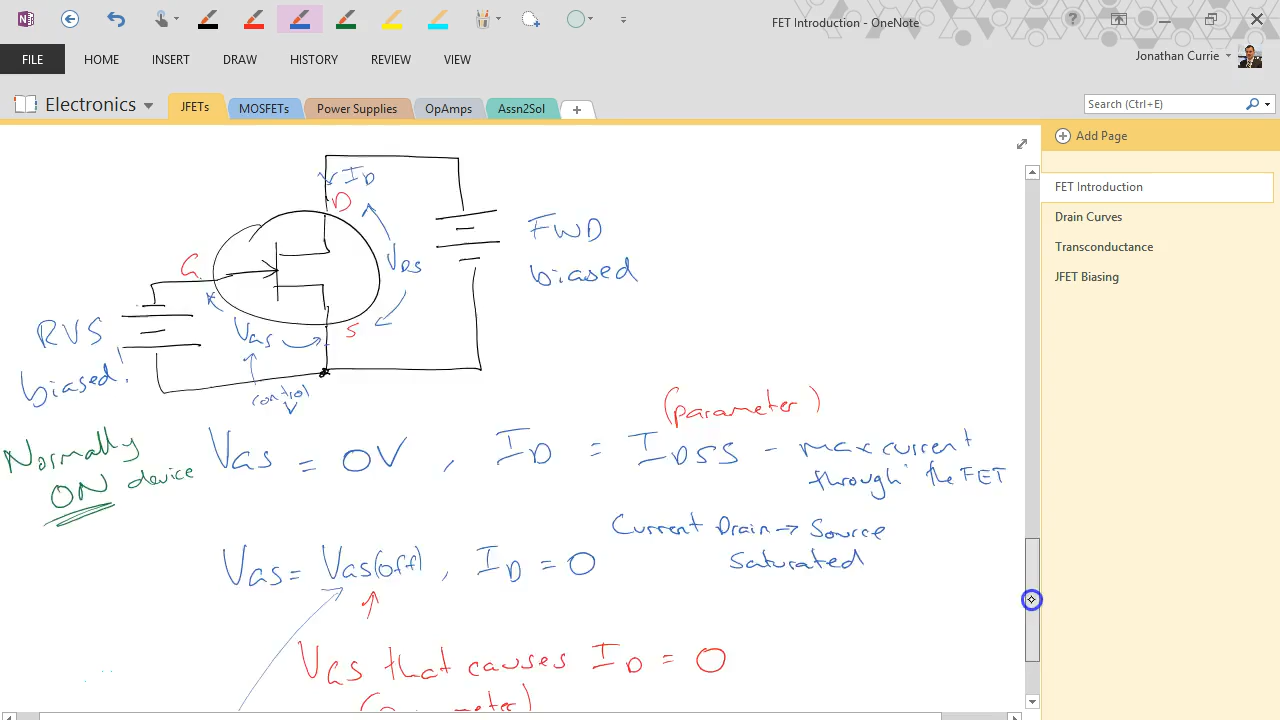 FET Introduction - OneNote
FILE HOME INSERT DRAW HISTORY REVIEW VIEW
Jonathan Currie
Electronics
JFETs MOSFETs Power Supplies OpAmps Assn2Sol
Search (Ctrl+E)
Add Page
FET Introduction
Drain Curves
Transconductance
JFET Biasing
ID
D
G
VDS
VGS
S
FWD
biased
RVS
biased!
control
V
(parameter)
Normally
ON device
VGS = 0V , ID = IDSS - max current
through the FET
Current Drain → Source
saturated
VGS = VGS(off) , ID = 0
VGS that causes ID = 0